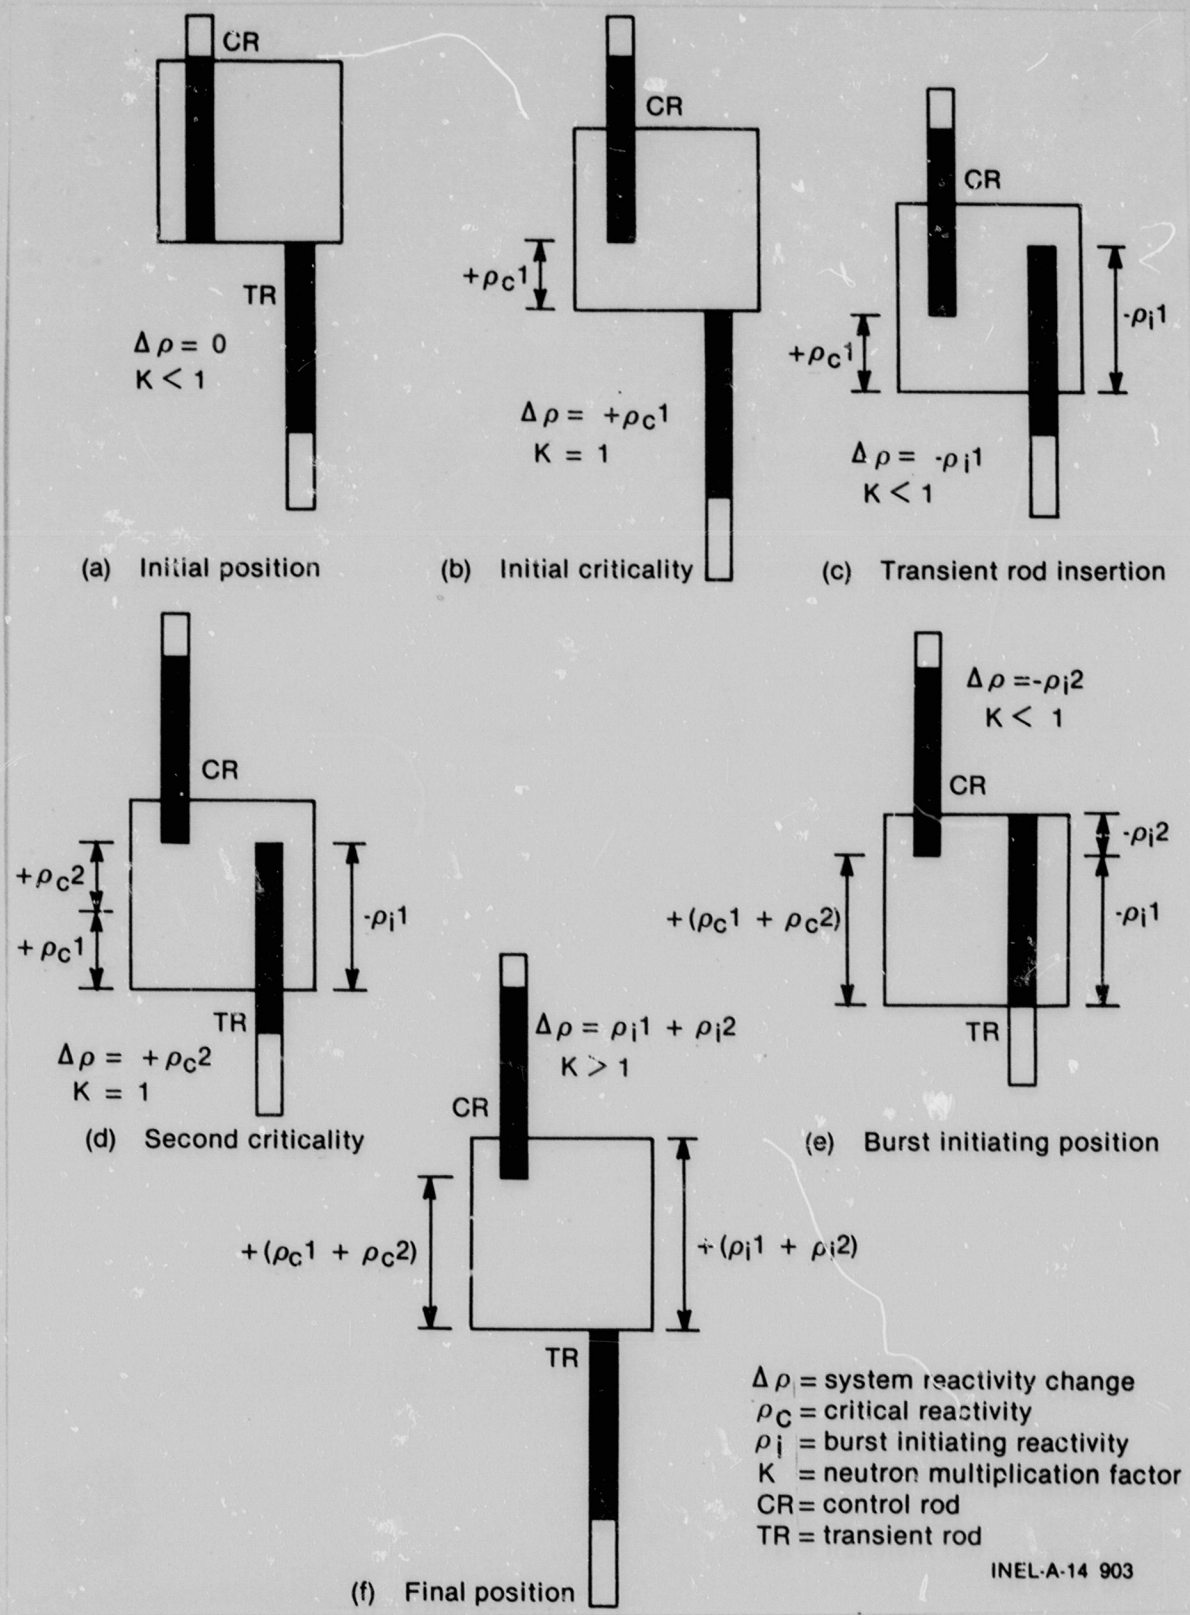 CR
TR
Δρ = 0
K < 1
(a) Initial position
CR
+ρc1
Δρ = +ρc1
K = 1
(b) Initial criticality
CR
-ρi1
+ρc1
Δρ = -ρi1
K < 1
(c) Transient rod insertion
CR
+ρc2
+ρc1
-ρi1
TR
Δρ = +ρc2
K = 1
(d) Second criticality
Δρ =-ρi2
K < 1
CR
-ρi2
+(ρc1 + ρc2)
-ρi1
TR
(e) Burst initiating position
Δρ = ρi1 + ρi2
K > 1
CR
+(ρc1 + ρc2)
+(ρi1 + ρi2)
TR
(f) Final position
Δρ = system reactivity change
ρC = critical reactivity
ρi = burst initiating reactivity
K = neutron multiplication factor
CR = control rod
TR = transient rod
INEL-A-14 903